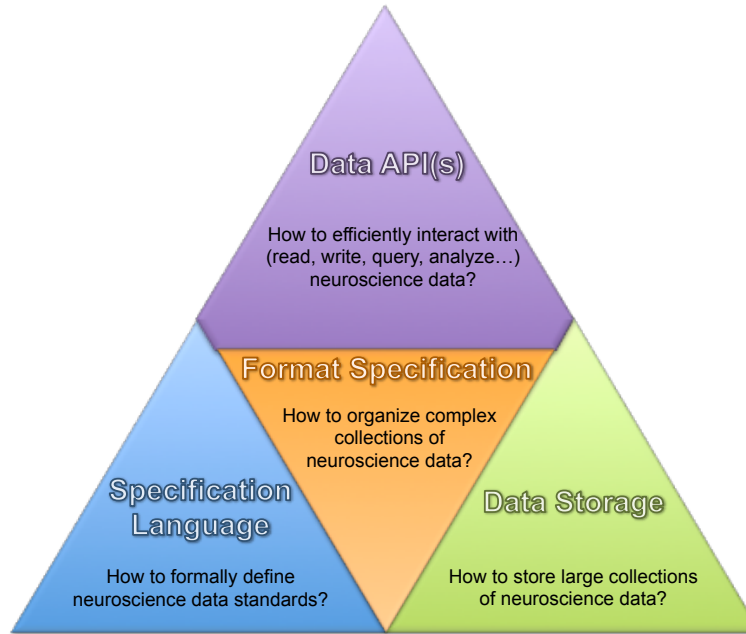 Data API(s)
How to efficiently interact with
(read, write, query, analyze…)
neuroscience data?
Format Specification
How to organize complex
collections of
neuroscience data?
Specification
Language
How to formally define
neuroscience data standards?
Data Storage
How to store large collections
of neuroscience data?